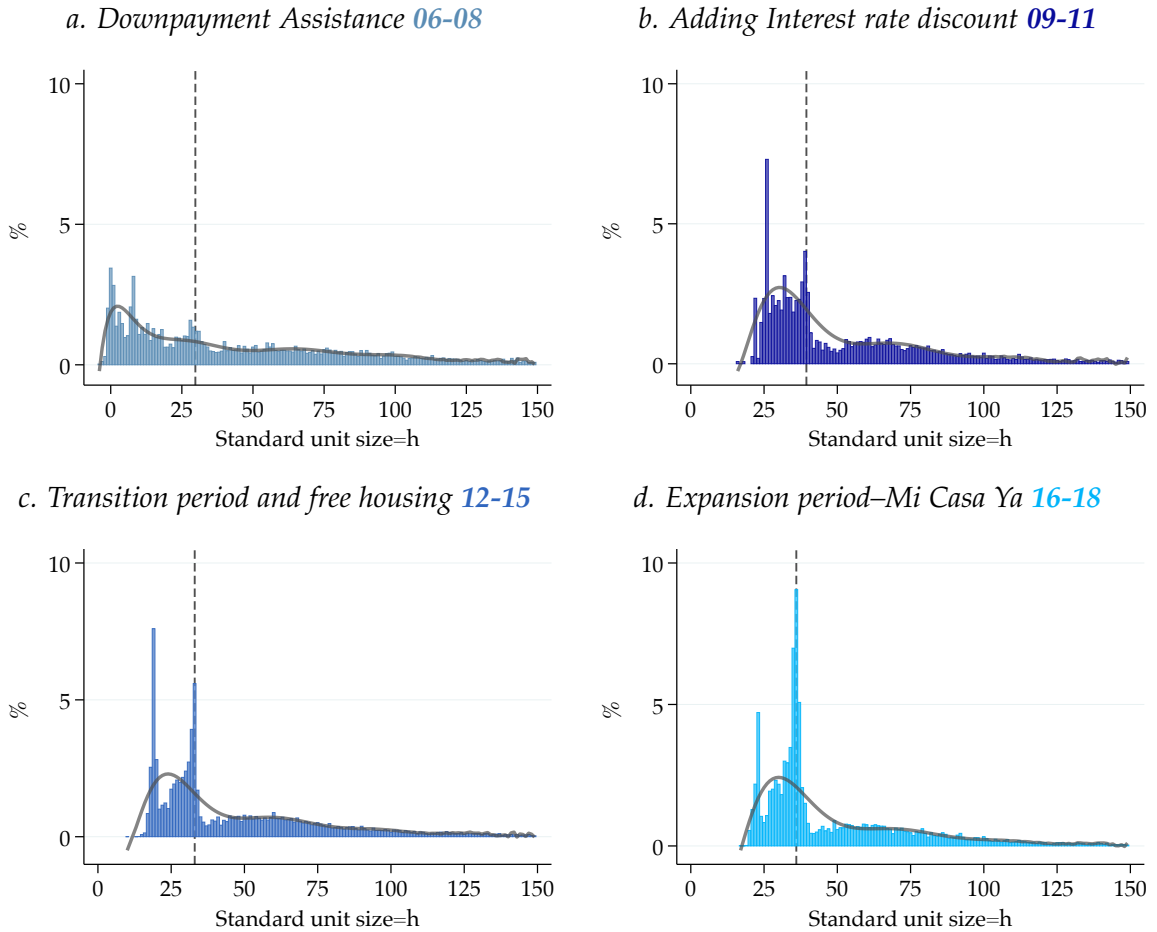 a. Downpayment Assistance 06-08
10
5
0
%
0 25 50 75 100 125 150
Standard unit size=h
b. Adding Interest rate discount 09-11
10
5
0
%
0 25 50 75 100 125 150
Standard unit size=h
c. Transition period and free housing 12-15
10
5
0
%
0 25 50 75 100 125 150
Standard unit size=h
d. Expansion period–Mi Casa Ya 16-18
10
5
0
%
0 25 50 75 100 125 150
Standard unit size=h